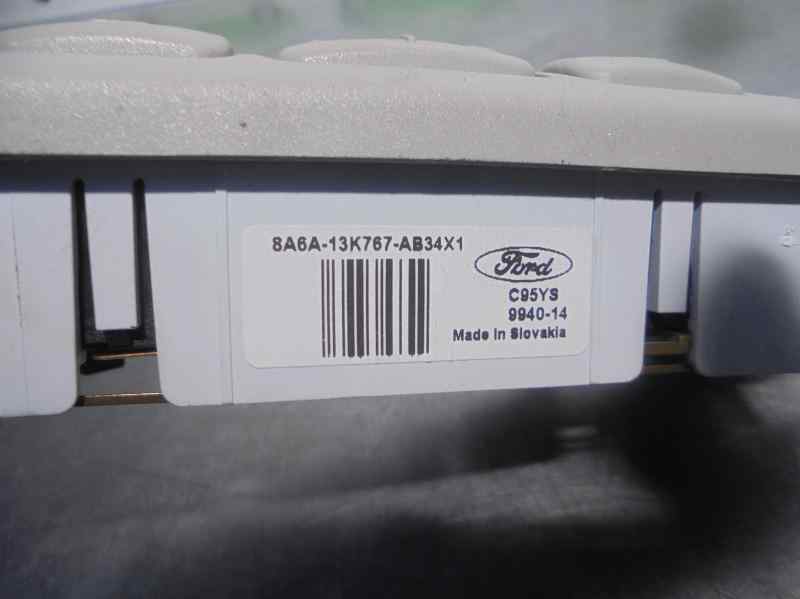 8A6A-13K767-AB34X1
Ford
C95YS
9940-14
Made in Slovakia